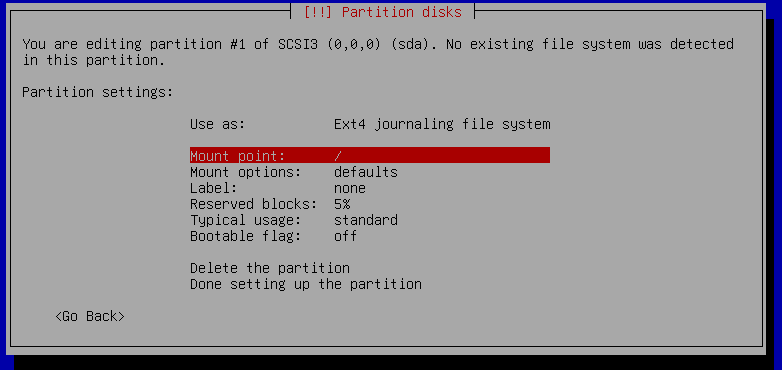 [!!] Partition disks
You are editing partition #1 of SCSI3 (0,0,0) (sda). No existing file system was detected
in this partition.
Partition settings:
Use as: Ext4 journaling file system
Mount point: /
Mount options: defaults
Label: none
Reserved blocks: 5%
Typical usage: standard
Bootable flag: off
Delete the partition
Done setting up the partition
<Go Back>